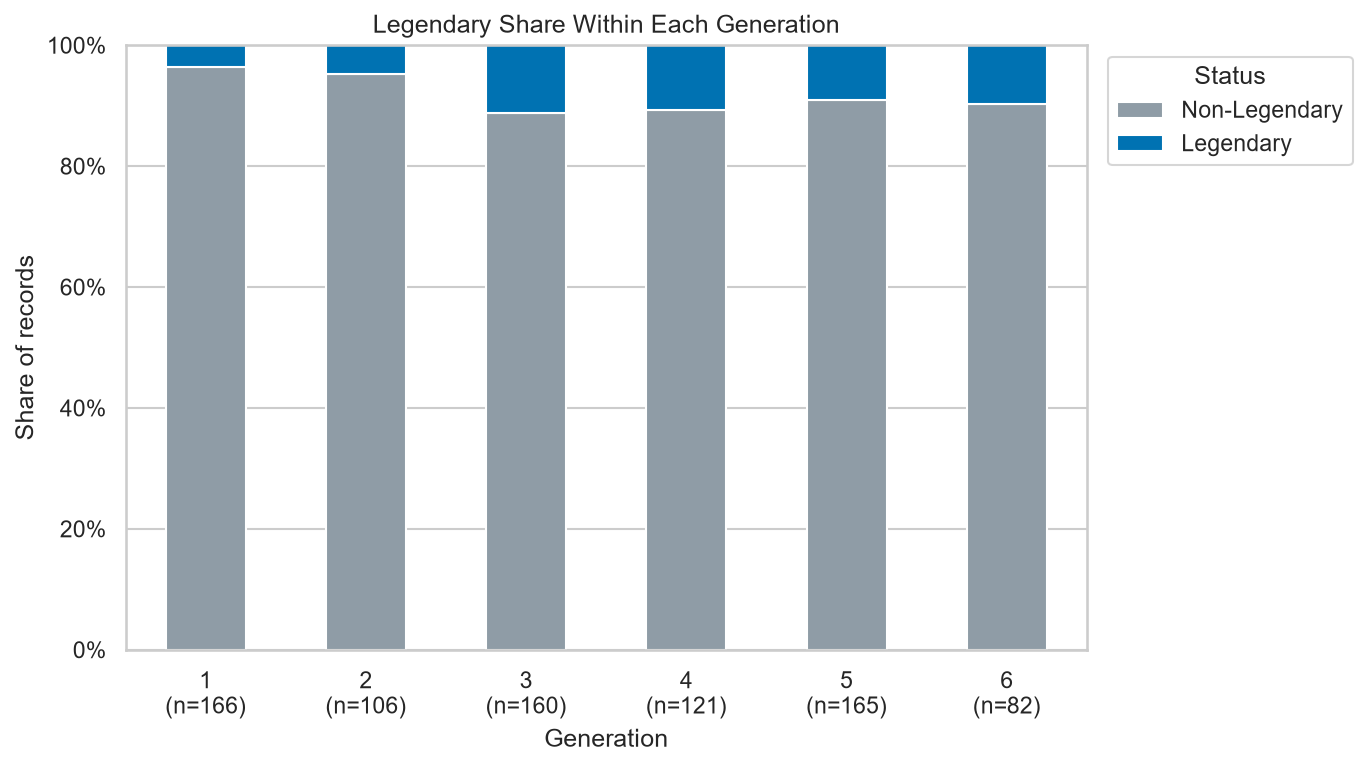 Legendary Share Within Each Generation
100%
80%
60%
40%
20%
0%
Share of records
1
(n=166)
2
(n=106)
3
(n=160)
4
(n=121)
5
(n=165)
6
(n=82)
Generation
Status
Non-Legendary
Legendary